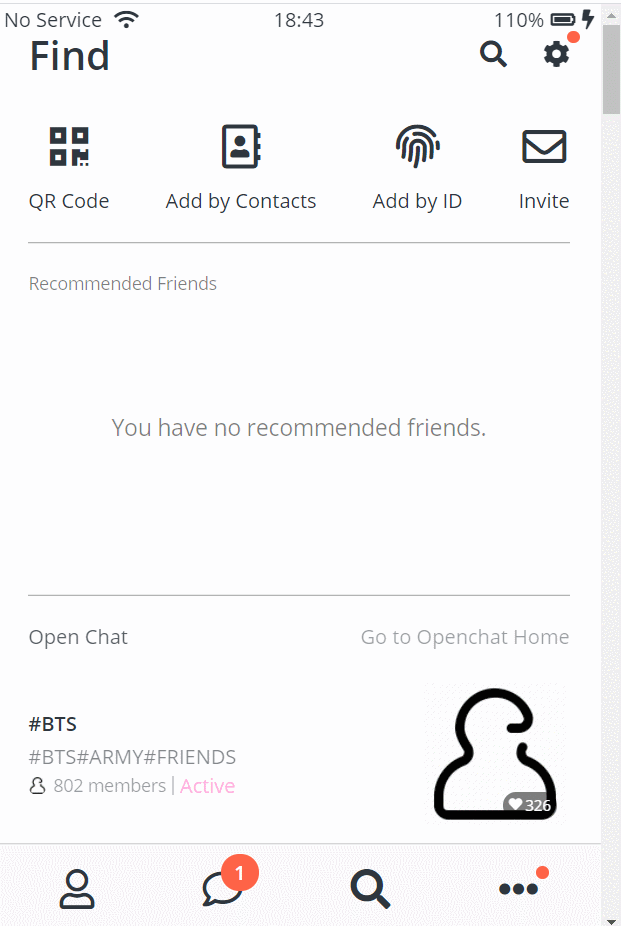 No Service 18:43 110%
Find
QR Code Add by Contacts Add by ID Invite
Recommended Friends
You have no recommended friends.
Open Chat Go to Openchat Home
#BTS
#BTS#ARMY#FRIENDS
802 members | Active
326
1